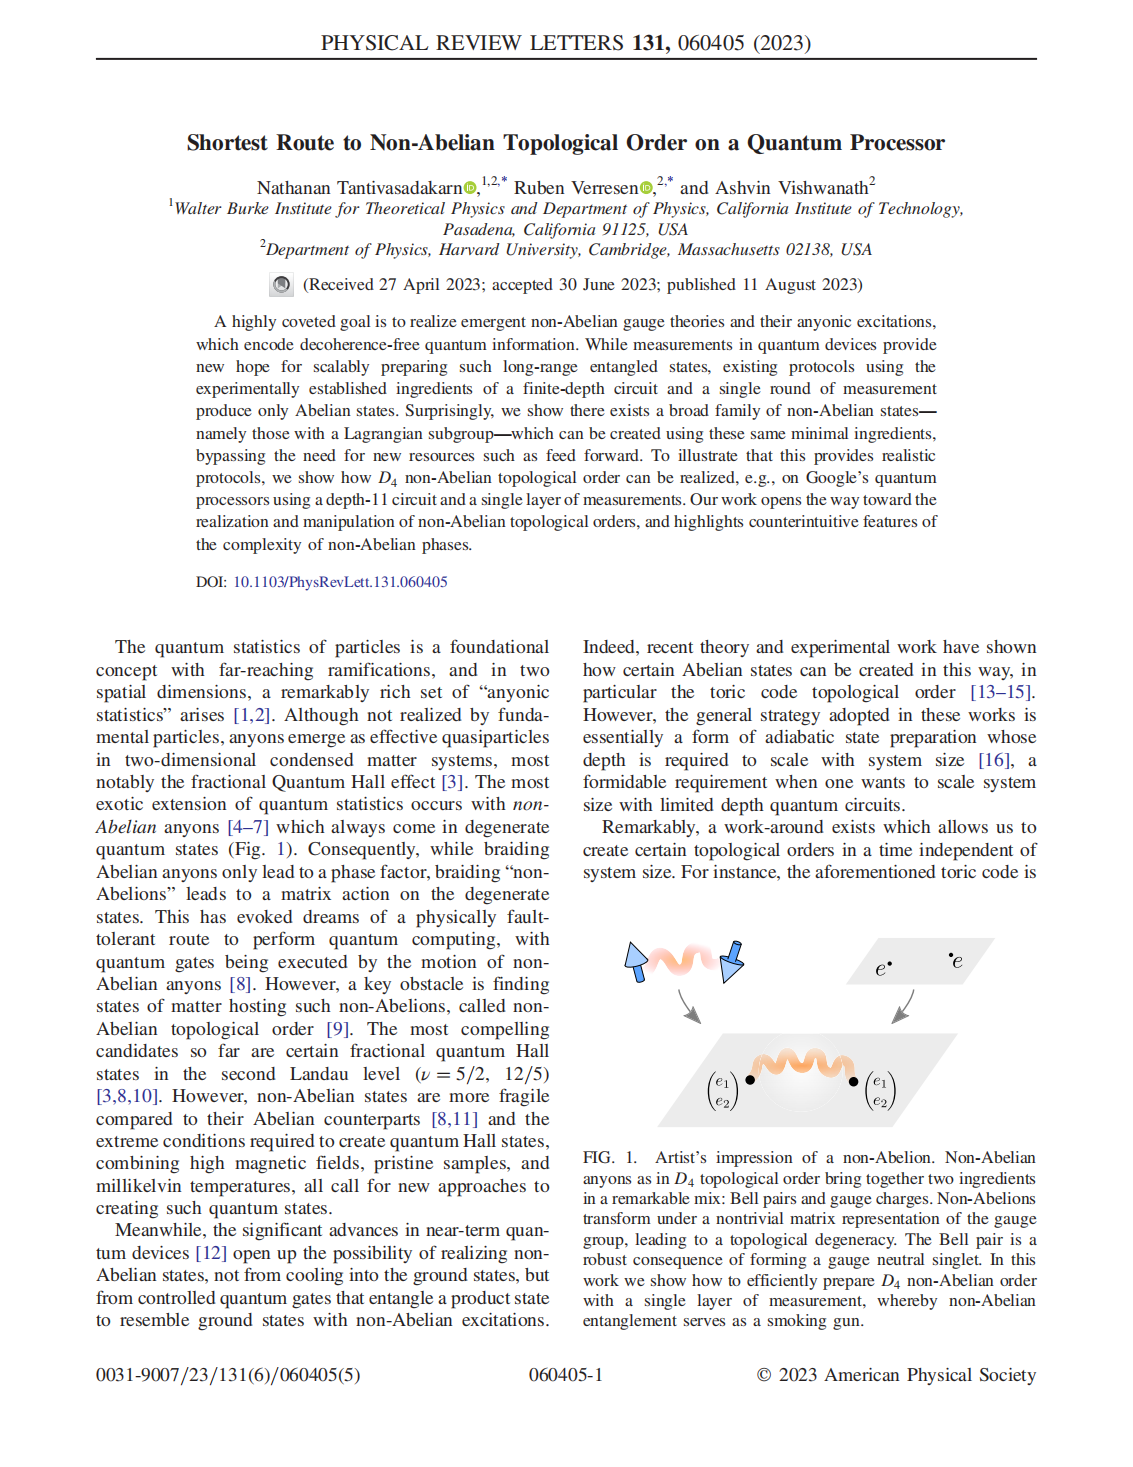 PHYSICAL REVIEW LETTERS 131, 060405 (2023)
Shortest Route to Non-Abelian Topological Order on a Quantum Processor
Nathanan Tantivasadakarn,1,2,* Ruben Verresen,2,* and Ashvin Vishwanath2
1Walter Burke Institute for Theoretical Physics and Department of Physics, California Institute of Technology,
Pasadena, California 91125, USA
2Department of Physics, Harvard University, Cambridge, Massachusetts 02138, USA
(Received 27 April 2023; accepted 30 June 2023; published 11 August 2023)
A highly coveted goal is to realize emergent non-Abelian gauge theories and their anyonic excitations,
which encode decoherence-free quantum information. While measurements in quantum devices provide
new hope for scalably preparing such long-range entangled states, existing protocols using the
experimentally established ingredients of a finite-depth circuit and a single round of measurement
produce only Abelian states. Surprisingly, we show there exists a broad family of non-Abelian states—
namely those with a Lagrangian subgroup—which can be created using these same minimal ingredients,
bypassing the need for new resources such as feed forward. To illustrate that this provides realistic
protocols, we show how D4 non-Abelian topological order can be realized, e.g., on Google's quantum
processors using a depth-11 circuit and a single layer of measurements. Our work opens the way toward the
realization and manipulation of non-Abelian topological orders, and highlights counterintuitive features of
the complexity of non-Abelian phases.
DOI: 10.1103/PhysRevLett.131.060405
The quantum statistics of particles is a foundational
concept with far-reaching ramifications, and in two
spatial dimensions, a remarkably rich set of “anyonic
statistics” arises [1,2]. Although not realized by funda-
mental particles, anyons emerge as effective quasiparticles
in two-dimensional condensed matter systems, most
notably the fractional Quantum Hall effect [3]. The most
exotic extension of quantum statistics occurs with non-
Abelian anyons [4–7] which always come in degenerate
quantum states (Fig. 1). Consequently, while braiding
Abelian anyons only lead to a phase factor, braiding “non-
Abelions” leads to a matrix action on the degenerate
states. This has evoked dreams of a physically fault-
tolerant route to perform quantum computing, with
quantum gates being executed by the motion of non-
Abelian anyons [8]. However, a key obstacle is finding
states of matter hosting such non-Abelions, called non-
Abelian topological order [9]. The most compelling
candidates so far are certain fractional quantum Hall
states in the second Landau level (ν = 5/2, 12/5)
[3,8,10]. However, non-Abelian states are more fragile
compared to their Abelian counterparts [8,11] and the
extreme conditions required to create quantum Hall states,
combining high magnetic fields, pristine samples, and
millikelvin temperatures, all call for new approaches to
creating such quantum states.
Meanwhile, the significant advances in near-term quan-
tum devices [12] open up the possibility of realizing non-
Abelian states, not from cooling into the ground states, but
from controlled quantum gates that entangle a product state
to resemble ground states with non-Abelian excitations.
Indeed, recent theory and experimental work have shown
how certain Abelian states can be created in this way, in
particular the toric code topological order [13–15].
However, the general strategy adopted in these works is
essentially a form of adiabatic state preparation whose
depth is required to scale with system size [16], a
formidable requirement when one wants to scale system
size with limited depth quantum circuits.
Remarkably, a work-around exists which allows us to
create certain topological orders in a time independent of
system size. For instance, the aforementioned toric code is
e e
(e1 e2) (e1 e2)
FIG. 1. Artist's impression of a non-Abelion. Non-Abelian
anyons as in D4 topological order bring together two ingredients
in a remarkable mix: Bell pairs and gauge charges. Non-Abelions
transform under a nontrivial matrix representation of the gauge
group, leading to a topological degeneracy. The Bell pair is a
robust consequence of forming a gauge neutral singlet. In this
work we show how to efficiently prepare D4 non-Abelian order
with a single layer of measurement, whereby non-Abelian
entanglement serves as a smoking gun.
0031-9007/23/131(6)/060405(5)
060405-1
© 2023 American Physical Society